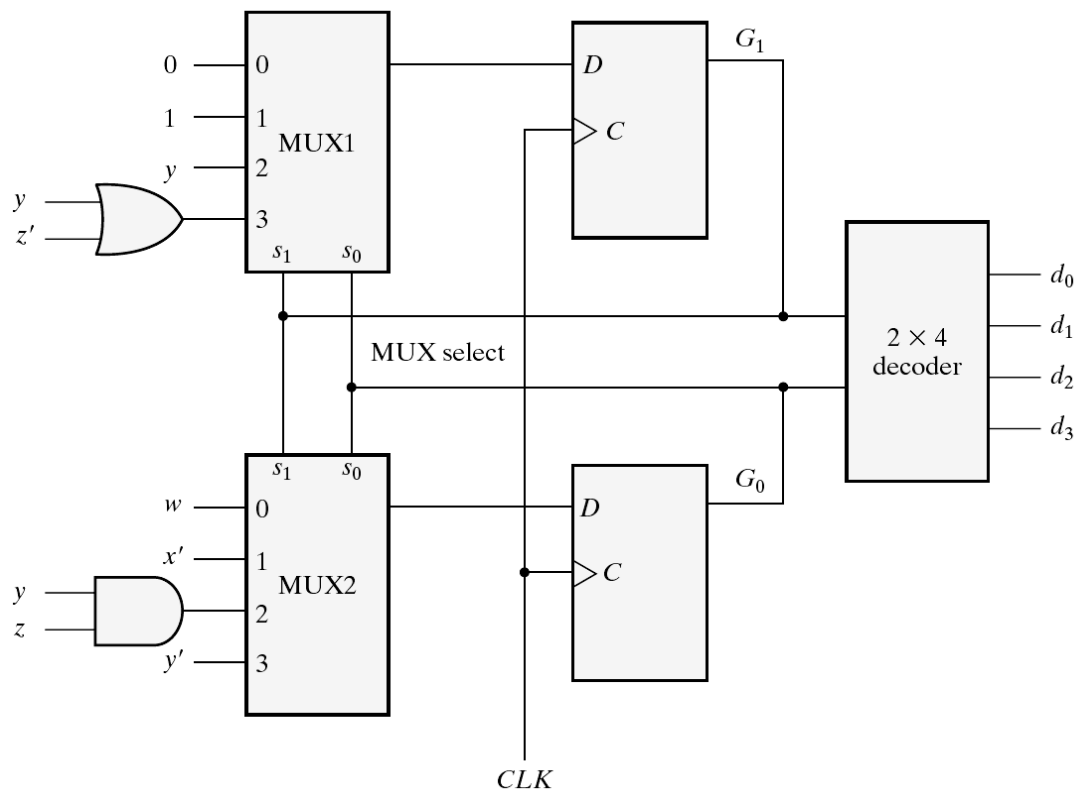 0 0
1 1
MUX1
y 2
y
z′
3
s₁ s₀
D
C
G₁
MUX select
2 × 4
decoder
d₀
d₁
d₂
d₃
s₁ s₀
w 0
x′ 1
MUX2
y
z
2
y′ 3
D
C
G₀
CLK